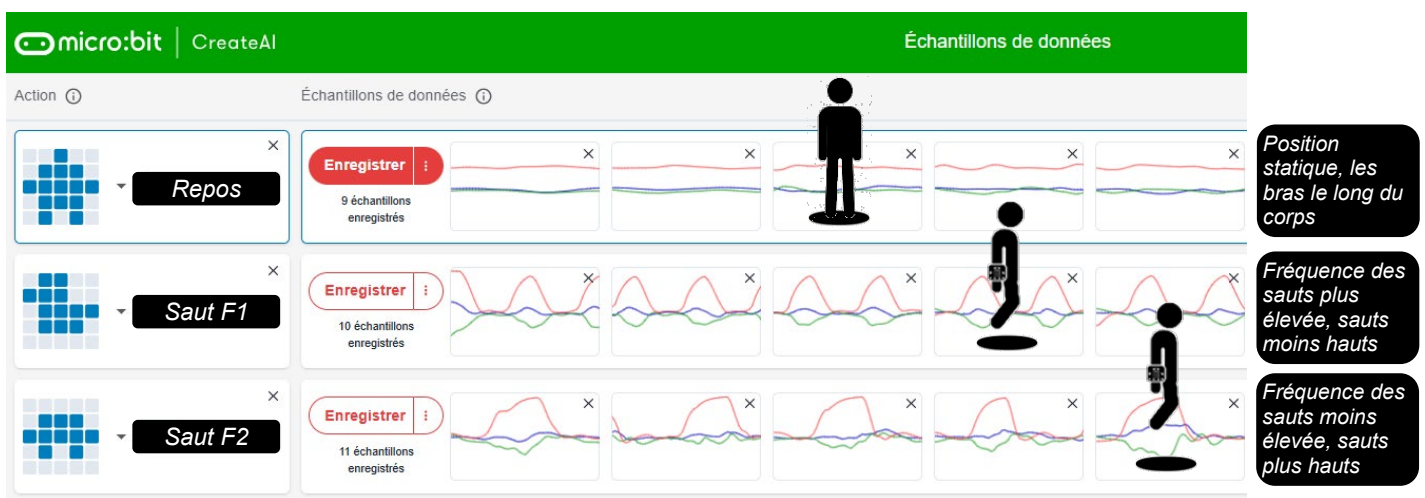 micro:bit | CreateAI
Échantillons de données
Action
Échantillons de données
Repos
Enregistrer
9 échantillons
enregistrés
Position
statique, les
bras le long du
corps
Saut F1
Enregistrer
10 échantillons
enregistrés
Fréquence des
sauts plus
élevée, sauts
moins hauts
Saut F2
Enregistrer
11 échantillons
enregistrés
Fréquence des
sauts moins
élevée, sauts
plus hauts